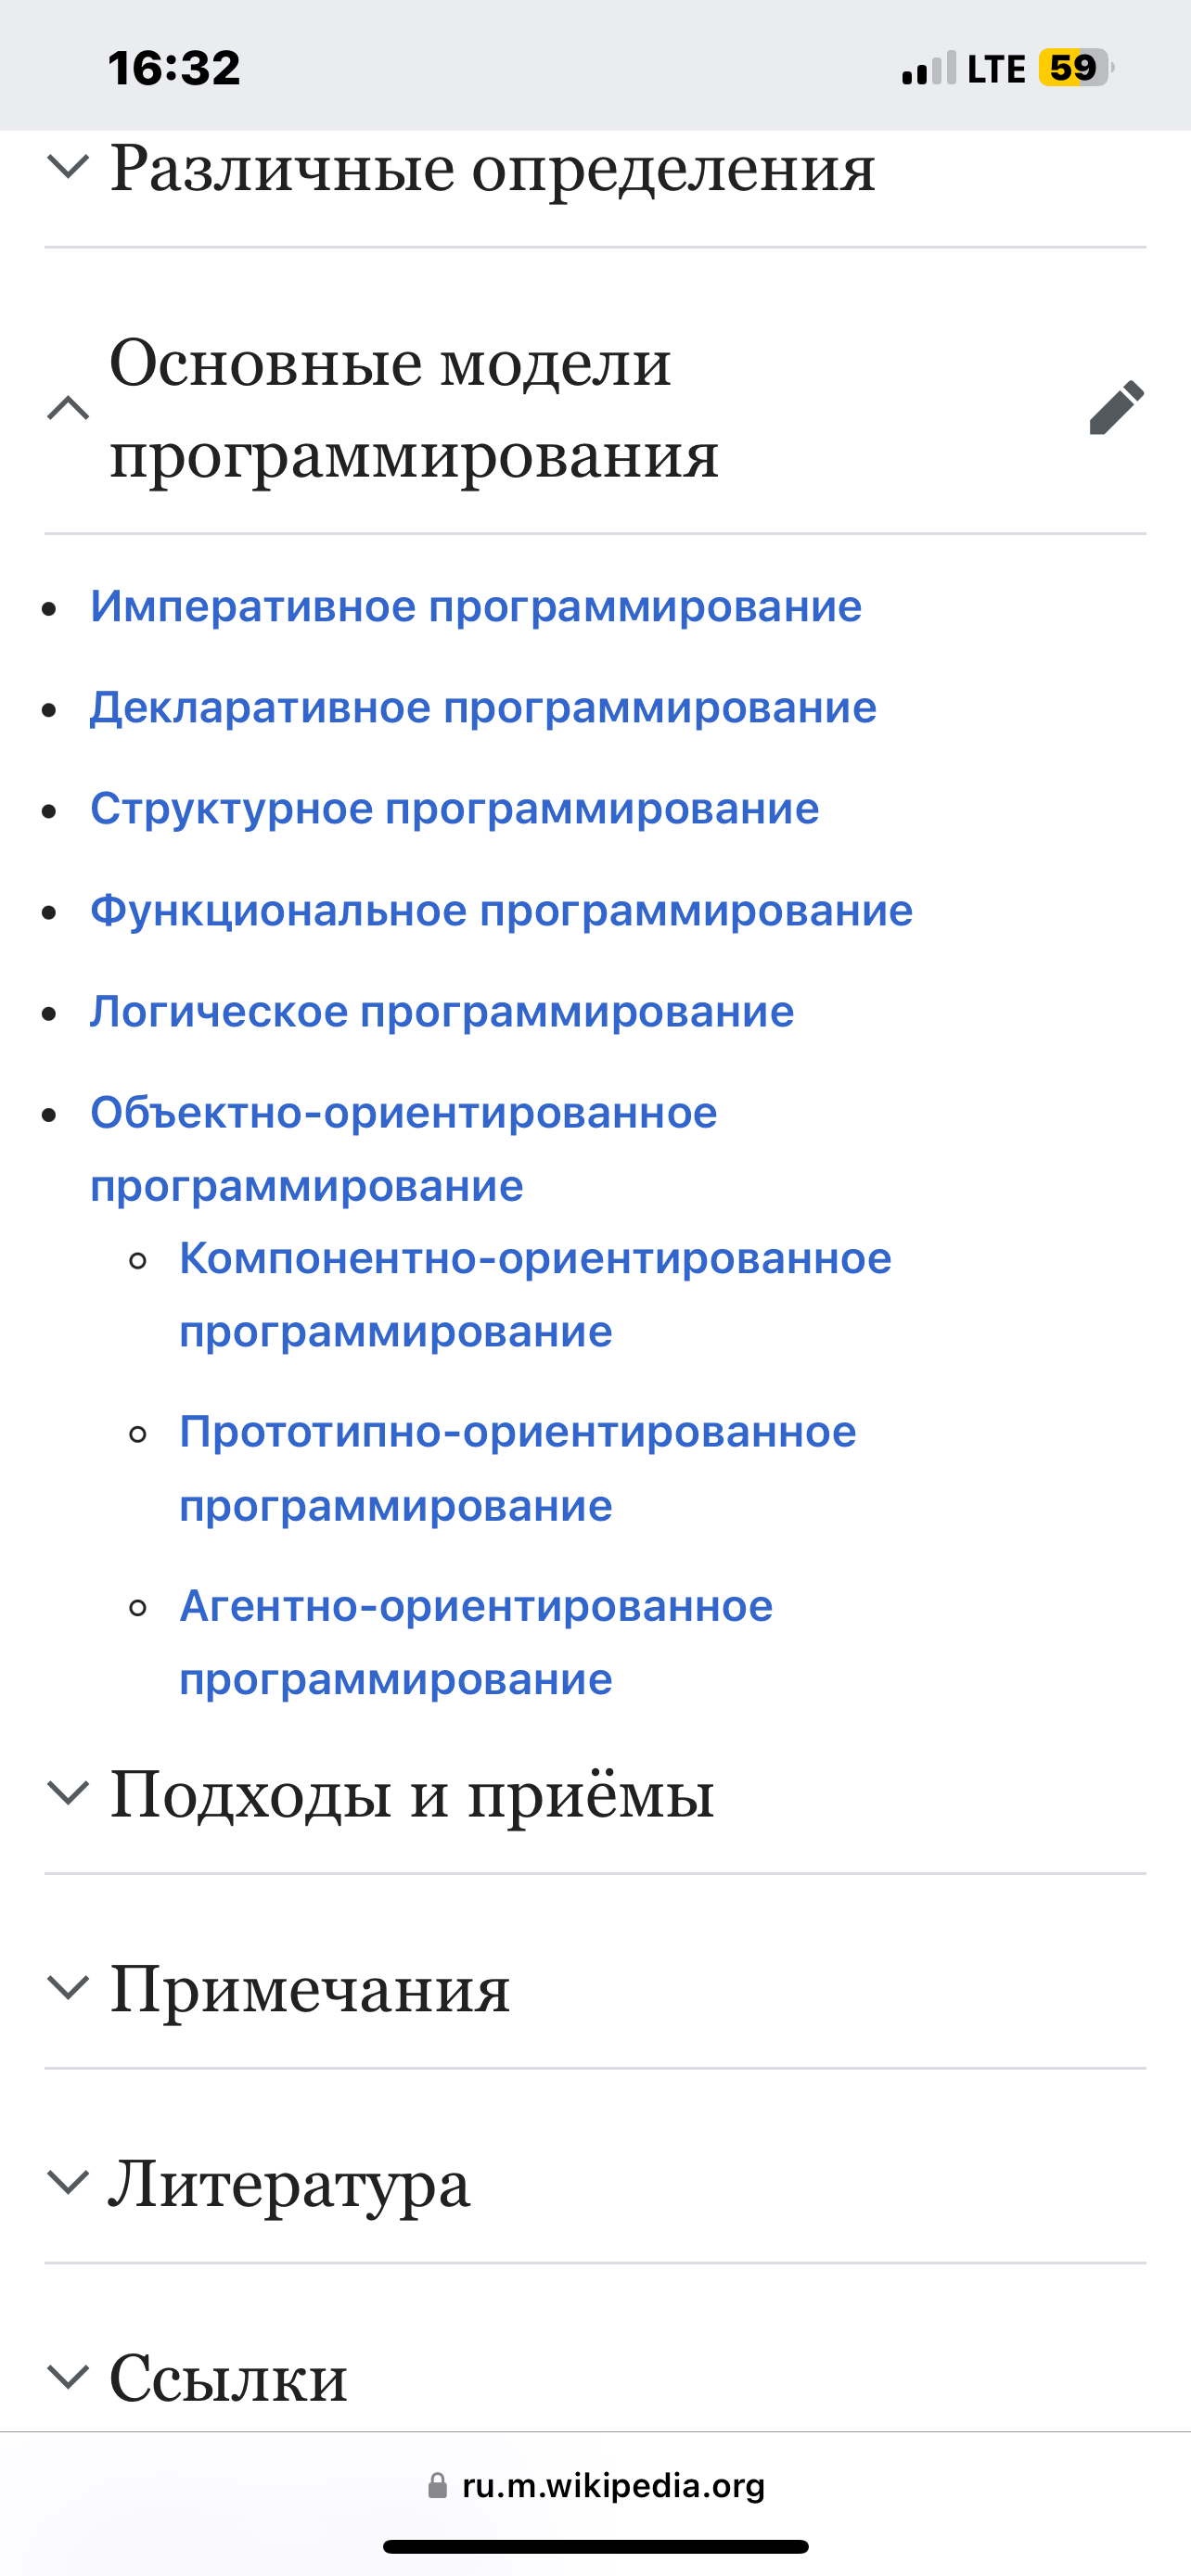 16:32
LTE 59
Различные определения
Основные модели
программирования
Императивное программирование
Декларативное программирование
Структурное программирование
Функциональное программирование
Логическое программирование
Объектно-ориентированное
программирование
Компонентно-ориентированное
программирование
Прототипно-ориентированное
программирование
Агентно-ориентированное
программирование
Подходы и приёмы
Примечания
Литература
Ссылки
ru.m.wikipedia.org